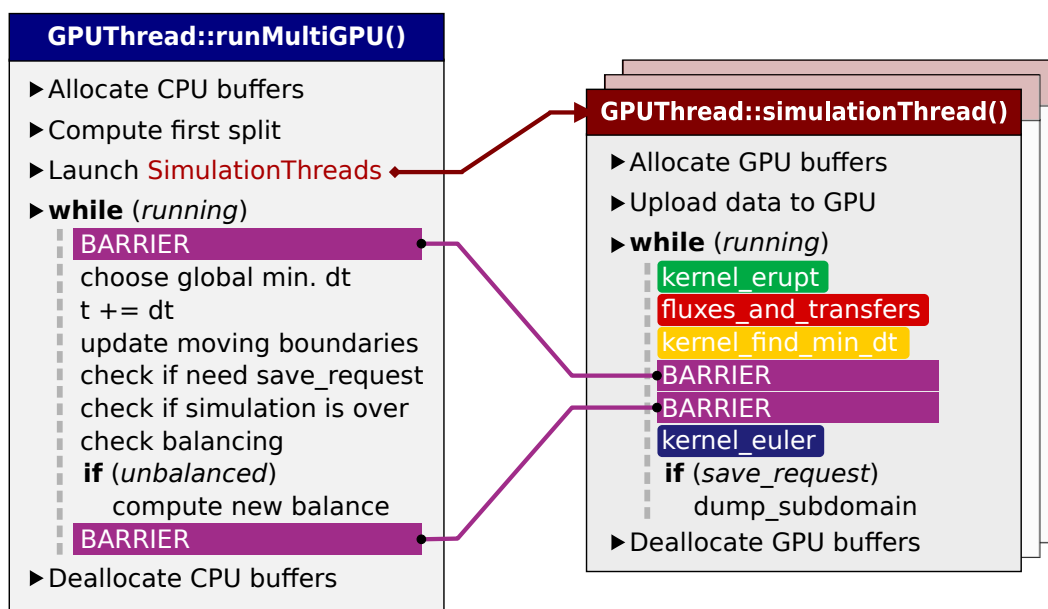 GPUThread::runMultiGPU()
Allocate CPU buffers
Compute first split
Launch SimulationThreads
while (running)
BARRIER
choose global min. dt
t += dt
update moving boundaries
check if need save_request
check if simulation is over
check balancing
if (unbalanced)
compute new balance
BARRIER
Deallocate CPU buffers
GPUThread::simulationThread()
Allocate GPU buffers
Upload data to GPU
while (running)
kernel_erupt
fluxes_and_transfers
kernel_find_min_dt
BARRIER
BARRIER
kernel_euler
if (save_request)
dump_subdomain
Deallocate GPU buffers